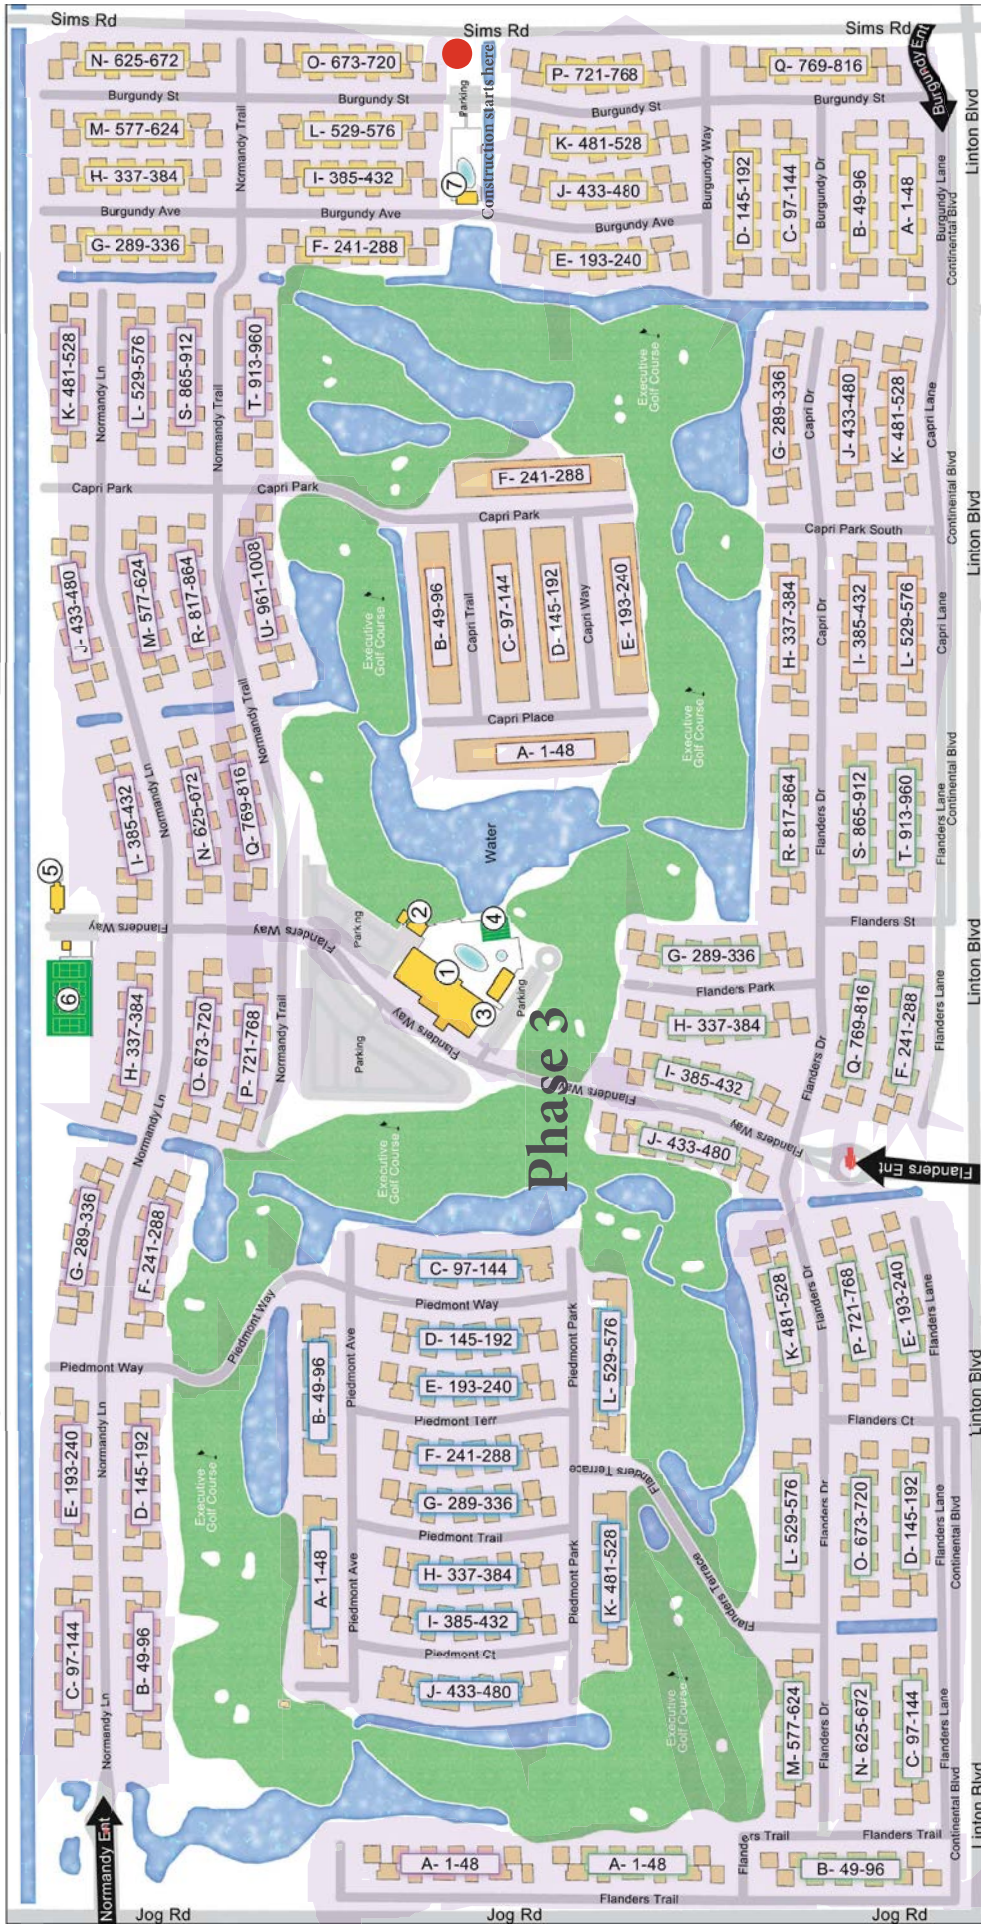 Sims Rd
Sims Rd
Sims Rd
Burgundy Ent
N- 625-672
O- 673-720
P- 721-768
Q- 769-816
Parking
Construction starts here
Burgundy St
Burgundy St
Burgundy St
Burgundy St
Linton Blvd
M- 577-624
L- 529-576
K- 481-528
Normandy Trail
Burgundy Way
H- 337-384
I- 385-432
7
J- 433-480
D- 145-192
C- 97-144
Burgundy Dr
B- 49-96
A- 1-48
Burgundy Lane
Continental Blvd
Burgundy Ave
Burgundy Ave
Burgundy Ave
G- 289-336
F- 241-288
E- 193-240
K- 481-528
Normandy Ln
L- 529-576
S- 865-912
Normandy Trail
T- 913-960
Executive
Golf Course
G- 289-336
Capri Dr
J- 433-480
K- 481-528
Capri Lane
F- 241-288
Capri Park
Capri Park
Capri Park
Capri Park South
Continental Blvd
Linton Blvd
J- 433-480
M- 577-624
R- 817-864
U- 961-1008
Normandy Trail
Executive
Golf Course
B- 49-96
Capri Trail
C- 97-144
D- 145-192
Capri Way
E- 193-240
H- 337-384
Capri Dr
I- 385-432
L- 529-576
Capri Lane
Capri Place
Executive
Golf Course
A- 1-48
I- 385-432
Normandy Ln
N- 625-672
Q- 769-816
Water
R- 817-864
Flanders Dr
S- 865-912
T- 913-960
Flanders Lane
Continental Blvd
5
Flanders Way
Flanders Way
Flanders Way
Parkng
2
4
1
3
Parking
Flanders St
Linton Blvd
6
G- 289-336
Flanders Park
H- 337-384
H- 337-384
O- 673-720
P- 721-768
Normandy Trail
Parking
Flanders Way
Phase 3
Q- 769-816
F- 241-288
Flanders Lane
Flanders Dr
I- 385-432
Flanders Way
Flanders Way
J- 433-480
Normandy Ln
Executive
Golf Course
Flanders Ent
G- 289-336
F- 241-288
C- 97-144
Piedmont Way
Piedmont Way
Piedmont Way
K- 481-528
Flanders Dr
P- 721-768
E- 193-240
Flanders Lane
B- 49-96
Piedmont Ave
D- 145-192
Piedmont Park
L- 529-576
E- 193-240
Linton Blvd
Piedmont Terr
Flanders Ct
E- 193-240
Normandy Ln
D- 145-192
Executive
Golf Course
F- 241-288
Flanders Terrace
Flanders Terrace
G- 289-336
L- 529-576
Flanders Dr
O- 673-720
D- 145-192
Flanders Lane
Continental Blvd
Piedmont Trail
A- 1-48
Piedmont Ave
H- 337-384
Piedmont Park
K- 481-528
Flanders Terrace
I- 385-432
Piedmont Ct
C- 97-144
B- 49-96
Normandy Ln
J- 433-480
Executive
Golf Course
M- 577-624
Flanders Dr
N- 625-672
C- 97-144
Flanders Lane
Continental Blvd
Linton Blvd
Normandy Ent
A- 1-48
A- 1-48
Flanders Trail
Flanders Trail
B- 49-96
Flanders Trail
Jog Rd
Jog Rd
Jog Rd